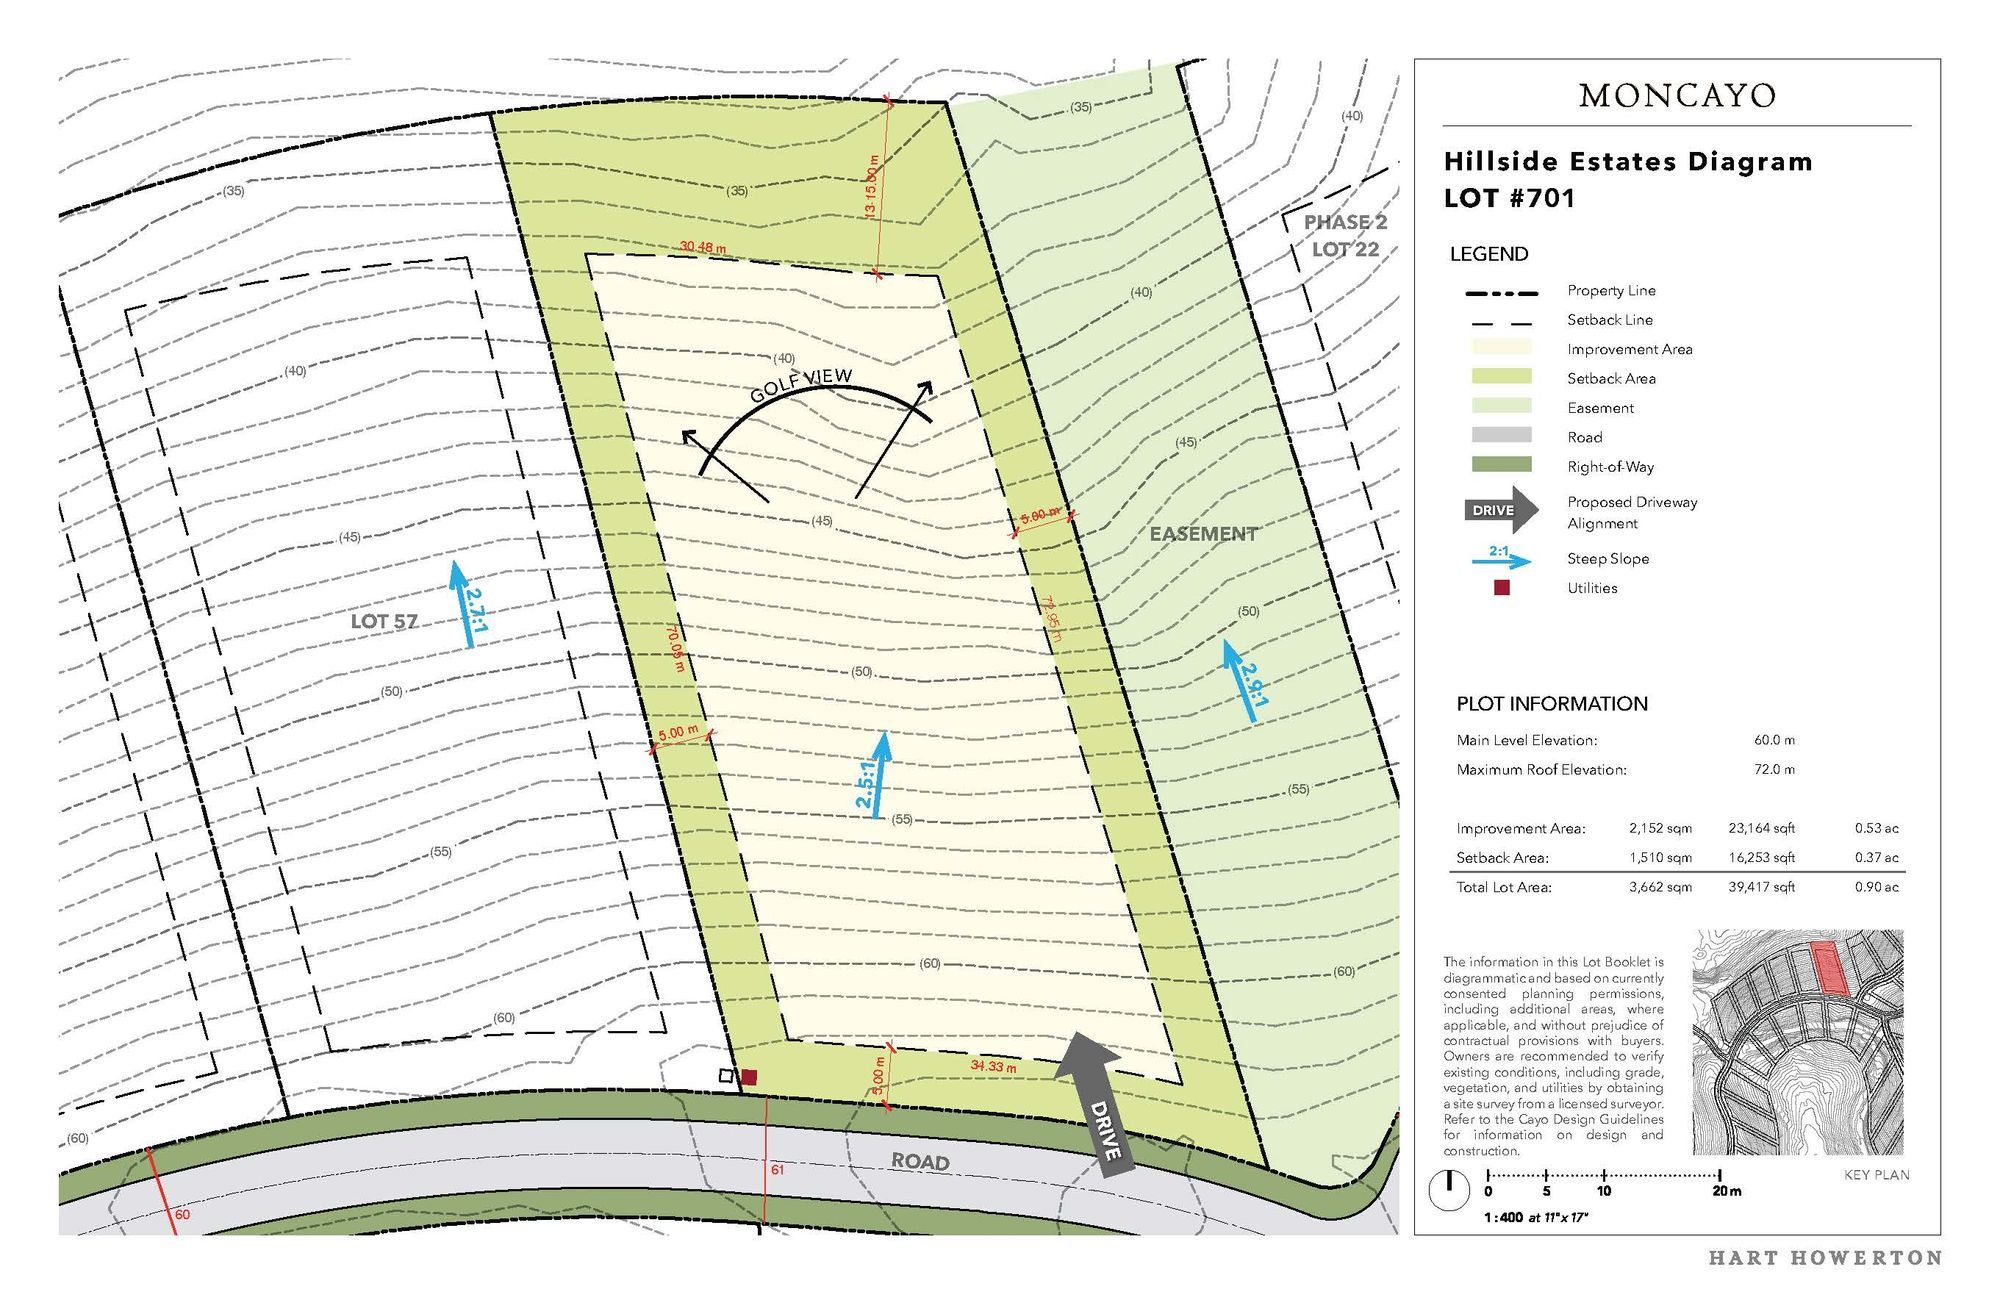 (35)
(40)
(35)
(35)
13-15.00 m
PHASE 2
LOT 22
30.48 m
(40)
(40)
(40)
GOLF VIEW
(45)
(45)
5.00 m
(45)
EASEMENT
LOT 57
2.7:1
70.05 m
72.95 m
(50)
(50)
(50)
2.9:1
5.00 m
2.5:1
(55)
(55)
(55)
(60)
(60)
(60)
5.00 m
34.33 m
(60)
DRIVE
ROAD
61
60
MONCAYO
Hillside Estates Diagram
LOT #701
LEGEND
Property Line
Setback Line
Improvement Area
Setback Area
Easement
Road
Right-of-Way
DRIVE
Proposed Driveway
Alignment
2:1
Steep Slope
Utilities
PLOT INFORMATION
Main Level Elevation: 60.0 m
Maximum Roof Elevation: 72.0 m
Improvement Area: 2,152 sqm 23,164 sqft 0.53 ac
Setback Area: 1,510 sqm 16,253 sqft 0.37 ac
Total Lot Area: 3,662 sqm 39,417 sqft 0.90 ac
The information in this Lot Booklet is
diagrammatic and based on currently
consented planning permissions,
including additional areas, where
applicable, and without prejudice of
contractual provisions with buyers.
Owners are recommended to verify
existing conditions, including grade,
vegetation, and utilities by obtaining
a site survey from a licensed surveyor.
Refer to the Cayo Design Guidelines
for information on design and
construction.
KEY PLAN
0 5 10 20 m
1:400 at 11"x 17"
HART HOWERTON